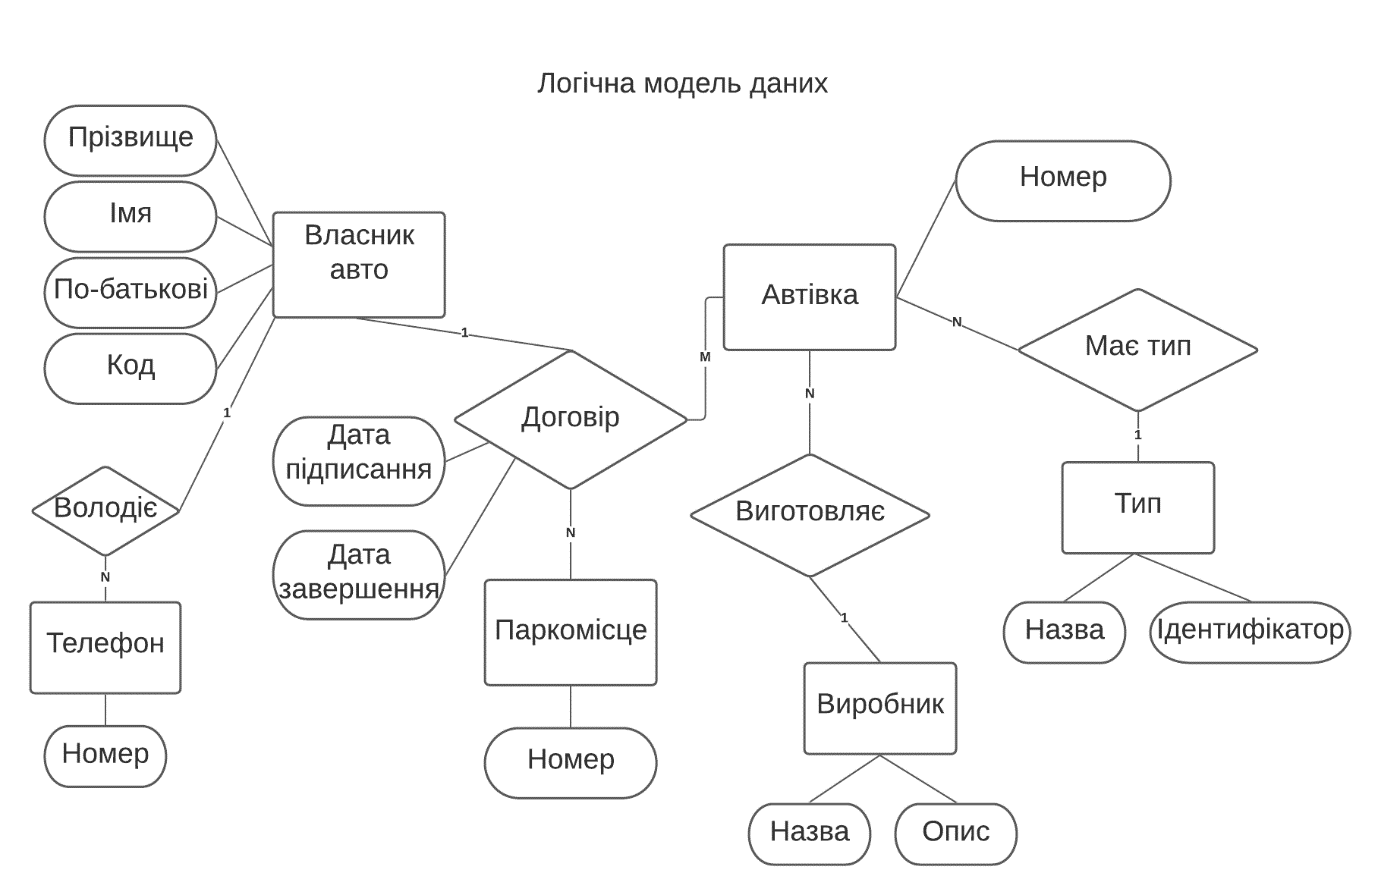 Логічна модель даних
Прізвище
Імя
По-батькові
Код
Власник
авто
1
1
Володіє
N
Телефон
Номер
Договір
Дата
підписання
Дата
завершення
N
Паркомісце
Номер
M
Автівка
Номер
N
Має тип
1
Тип
Назва
Ідентифікатор
N
Виготовляє
1
Виробник
Назва
Опис